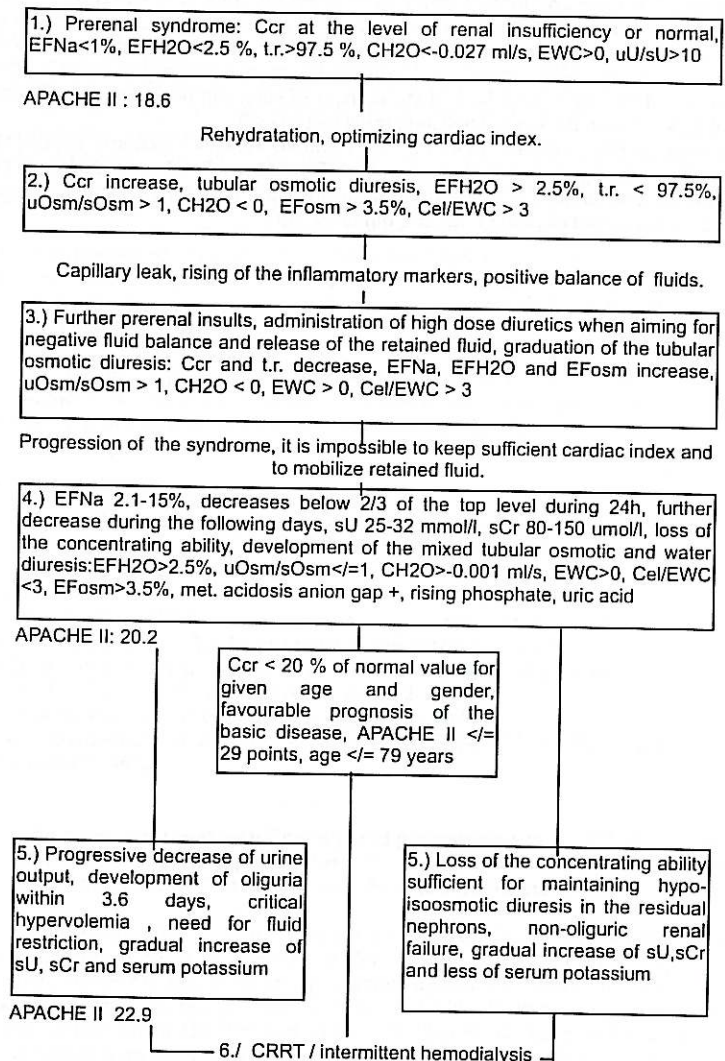 1.) Prerenal syndrome: Ccr at the level of renal insufficiency or normal,
EFNa<1%, EFH2O<2.5 %, t.r.>97.5 %, CH2O<-0.027 ml/s, EWC>0, uU/sU>10
APACHE II : 18.6
Rehydratation, optimizing cardiac index.
2.) Ccr increase, tubular osmotic diuresis, EFH2O > 2.5%, t.r. < 97.5%,
uOsm/sOsm > 1, CH2O < 0, EFosm > 3.5%, Cel/EWC > 3
Capillary leak, rising of the inflammatory markers, positive balance of fluids.
3.) Further prerenal insults, administration of high dose diuretics when aiming for
negative fluid balance and release of the retained fluid, graduation of the tubular
osmotic diuresis: Ccr and t.r. decrease, EFNa, EFH2O and EFosm increase,
uOsm/sOsm > 1, CH2O < 0, EWC > 0, Cel/EWC > 3
Progression of the syndrome, it is impossible to keep sufficient cardiac index and
to mobilize retained fluid.
4.) EFNa 2.1-15%, decreases below 2/3 of the top level during 24h, further
decrease during the following days, sU 25-32 mmol/l, sCr 80-150 umol/l, loss of
the concentrating ability, development of the mixed tubular osmotic and water
diuresis:EFH2O>2.5%, uOsm/sOsm</=1, CH2O>-0.001 ml/s, EWC>0, Cel/EWC
<3, EFosm>3.5%, met. acidosis anion gap +, rising phosphate, uric acid
APACHE II: 20.2
Ccr < 20 % of normal value for
given age and gender,
favourable prognosis of the
basic disease, APACHE II </=
29 points, age </= 79 years
5.) Progressive decrease of urine
output, development of oliguria
within 3.6 days, critical
hypervolemia , need for fluid
restriction, gradual increase of
sU, sCr and serum potassium
5.) Loss of the concentrating ability
sufficient for maintaining hypo-
isoosmotic diuresis in the residual
nephrons, non-oliguric renal
failure, gradual increase of sU,sCr
and less of serum potassium
APACHE II 22.9
6./ CRRT / intermittent hemodialysis